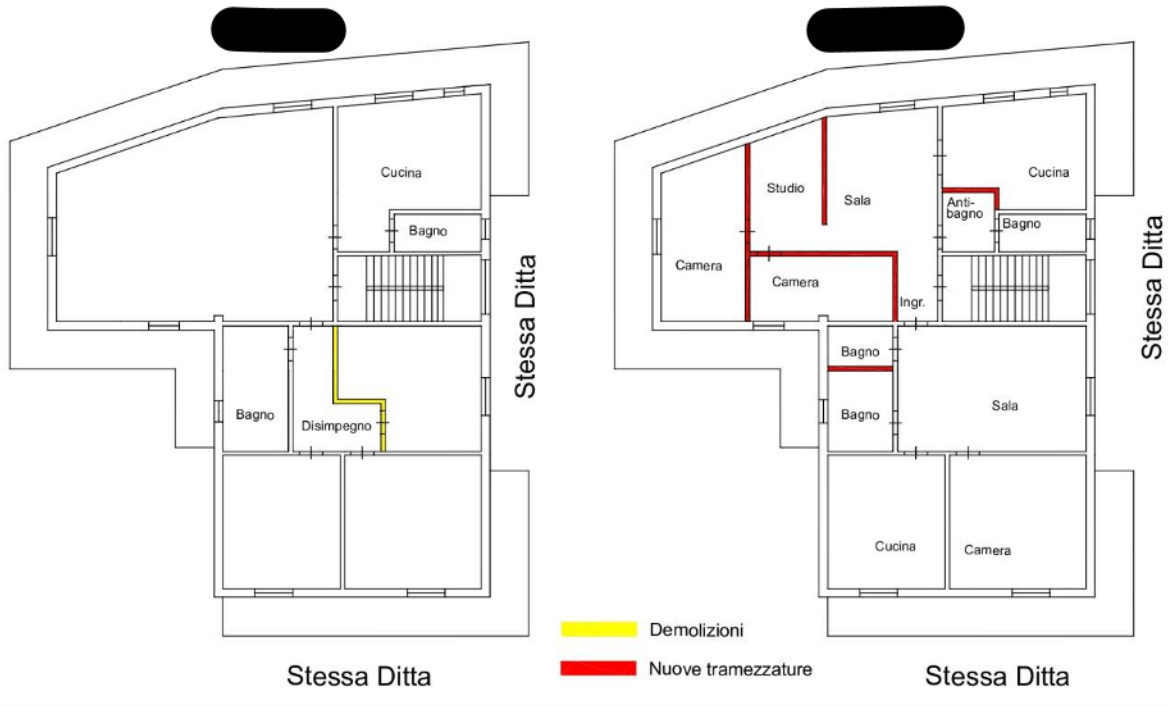 Cucina
Bagno
Bagno
Disimpegno
Stessa Ditta
Stessa Ditta
Studio
Sala
Cucina
Anti-
bagno
Bagno
Camera
Camera
Ingr.
Bagno
Bagno
Sala
Cucina
Camera
Stessa Ditta
Stessa Ditta
Demolizioni
Nuove tramezzature